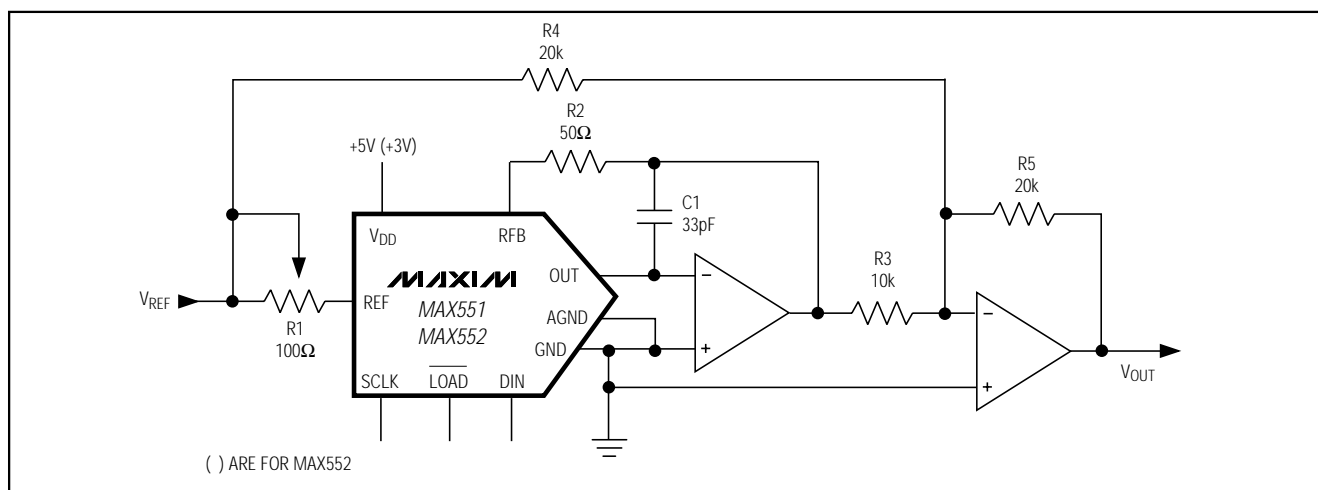 R4
20k
R2
50Ω
+5V (+3V)
R5
20k
C1
33pF
VDD
RFB
R3
10k
MAXIM
OUT
−
VREF
REF
MAX551
AGND
−
R1
100Ω
MAX552
GND
+
SCLK
LOAD
DIN
+
VOUT
( ) ARE FOR MAX552